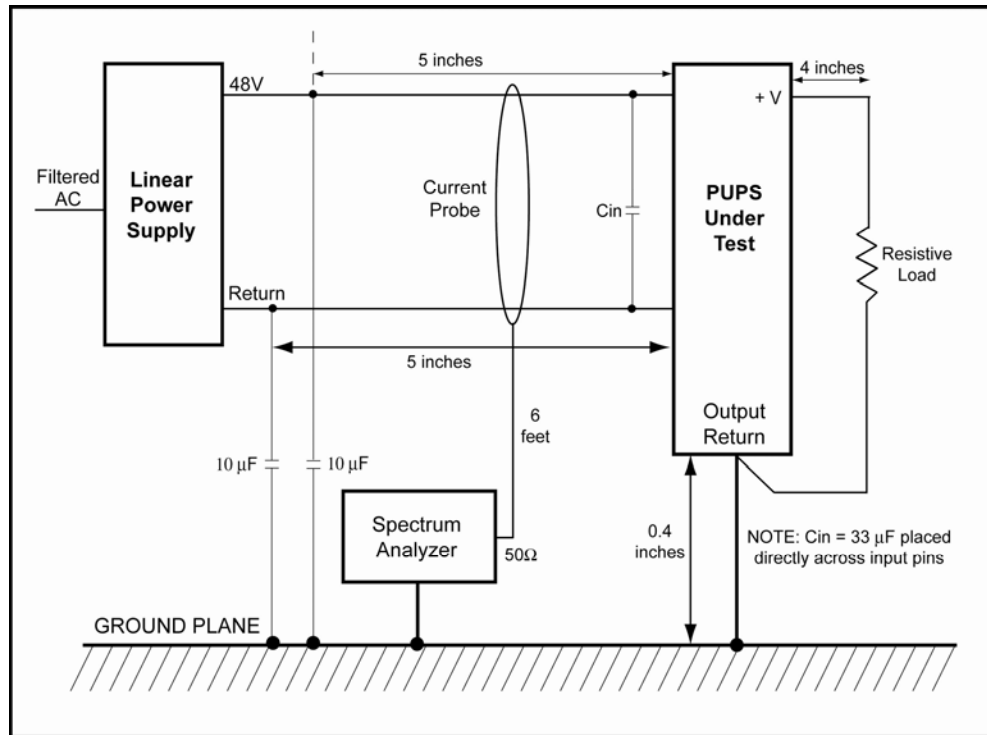 5 inches
4 inches
48V
+ V
Filtered
AC
Linear
Power
Supply
Current
Probe
Cin
PUPS
Under
Test
Resistive
Load
Return
5 inches
Output
Return
6
feet
10 µF
10 µF
Spectrum
Analyzer
50Ω
0.4
inches
NOTE: Cin = 33 µF placed
directly across input pins
GROUND PLANE